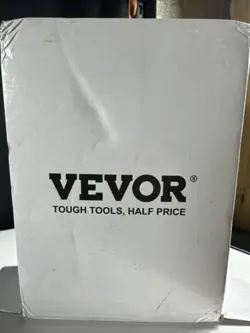 VEVOR®
TOUGH TOOLS, HALF PRICE